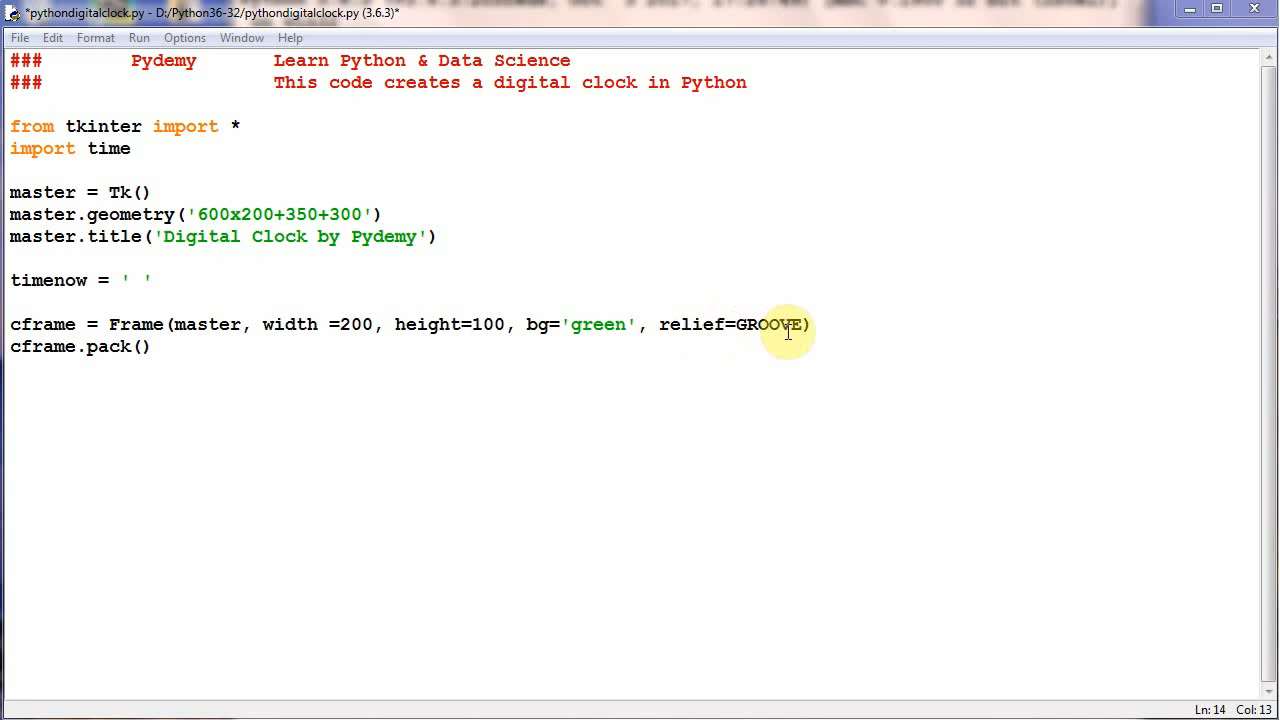 *pythondigitalclock.py - D:/Python36-32/pythondigitalclock.py (3.6.3)*
File Edit Format Run Options Window Help
### Pydemy Learn Python & Data Science
### This code creates a digital clock in Python
from tkinter import *
import time
master = Tk()
master.geometry('600x200+350+300')
master.title('Digital Clock by Pydemy')
timenow = ' '
cframe = Frame(master, width =200, height=100, bg='green', relief=GROOVE)
cframe.pack()
Ln: 14 Col: 13